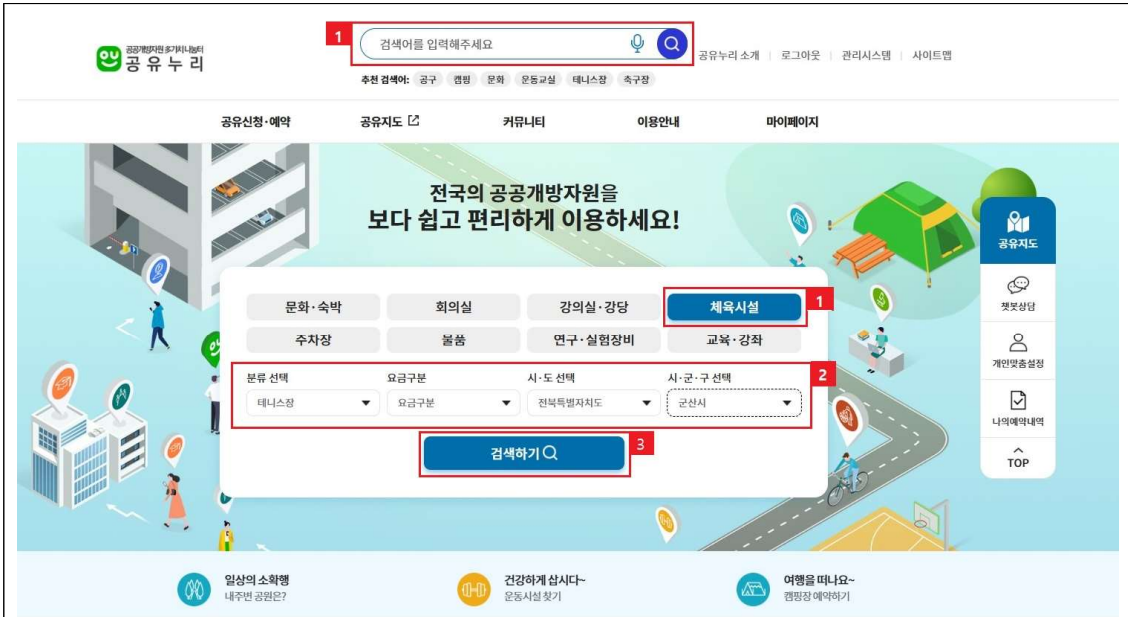 공공개방자원 多가치 나눔터
공유누리
1
검색어를 입력해주세요
추천 검색어: 공구 캠핑 문화 운동교실 테니스장 축구장
공유누리 소개 로그아웃 관리시스템 사이트맵
공유신청·예약 공유지도 커뮤니티 이용안내 마이페이지
전국의 공공개방자원을
보다 쉽고 편리하게 이용하세요!
문화·숙박 회의실 강의실·강당 체육시설 1
주차장 물품 연구·실험장비 교육·강좌
분류 선택 요금구분 시·도 선택 시·군·구 선택 2
테니스장 요금구분 전북특별자치도 군산시
검색하기 3
공유지도
챗봇상담
개인맞춤설정
나의예약내역
TOP
일상의 소확행
내주변 공원은?
건강하게 삽시다~
운동시설 찾기
여행을 떠나요~
캠핑장 예약하기